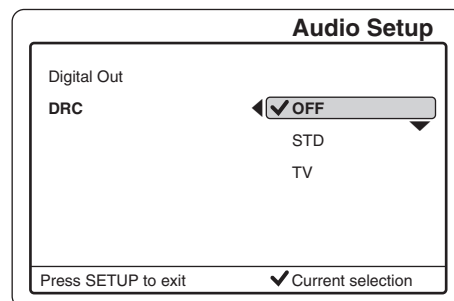 Audio Setup
Digital Out
DRC ✔ OFF
STD
TV
Press SETUP to exit ✔ Current selection